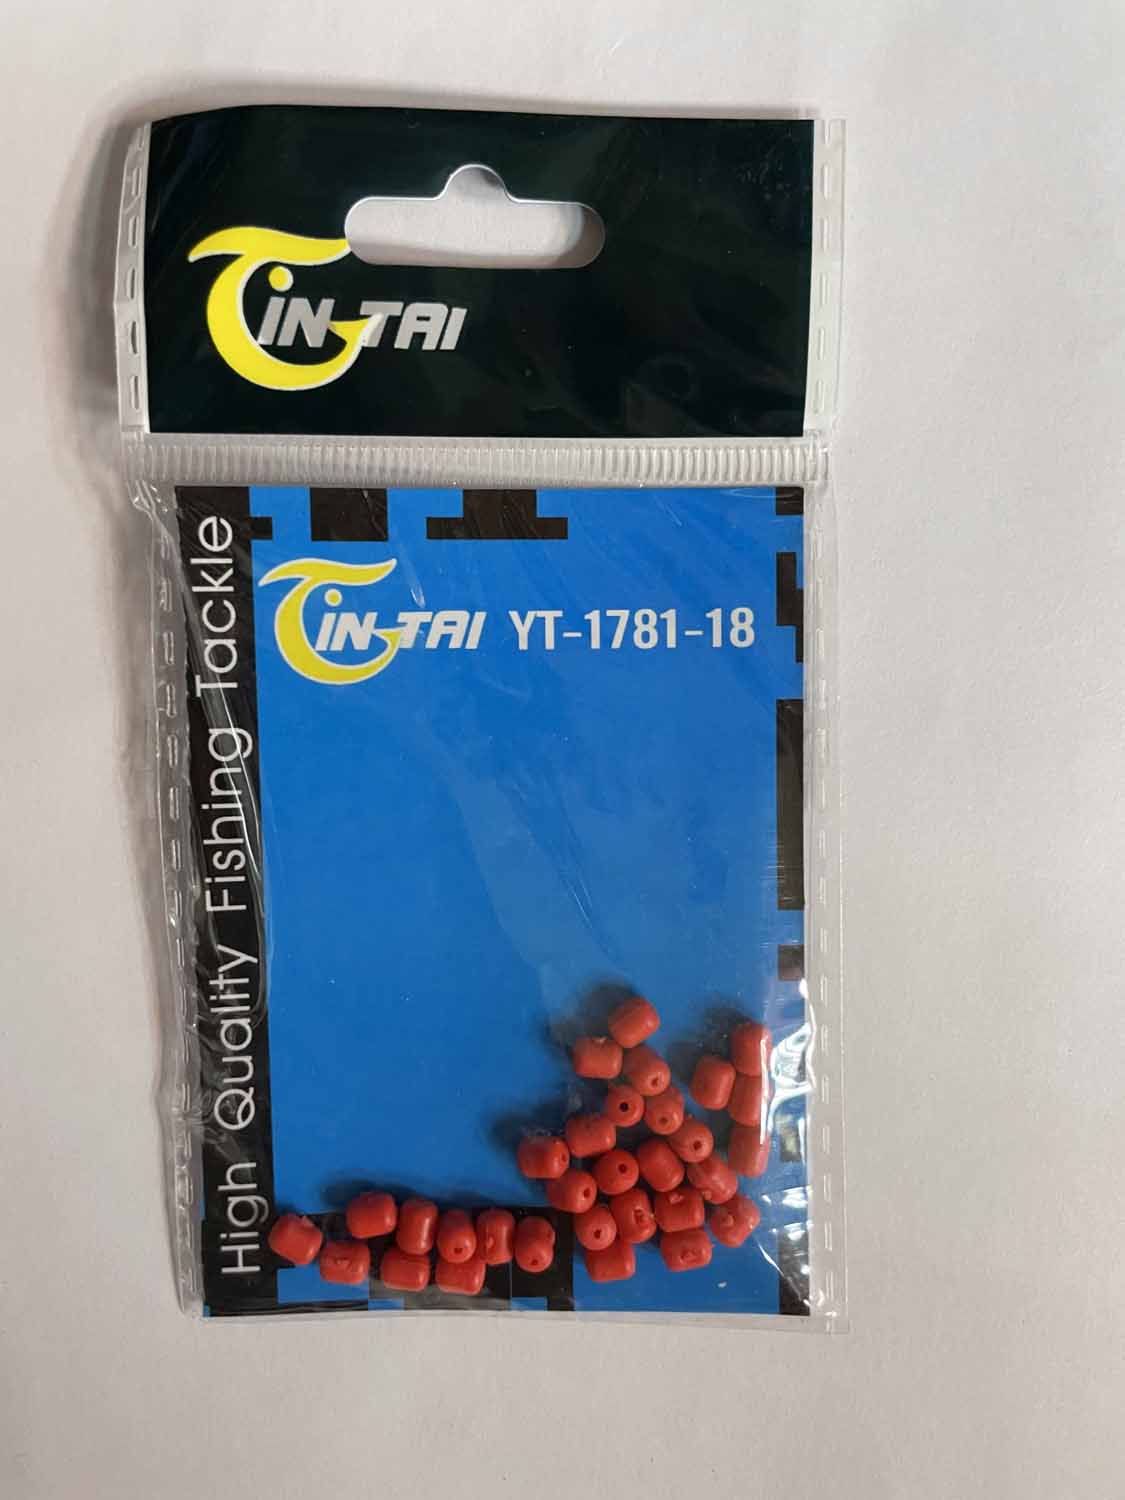 TIN-TAI
TIN-TAI YT-1781-18
High Quality Fishing Tackle